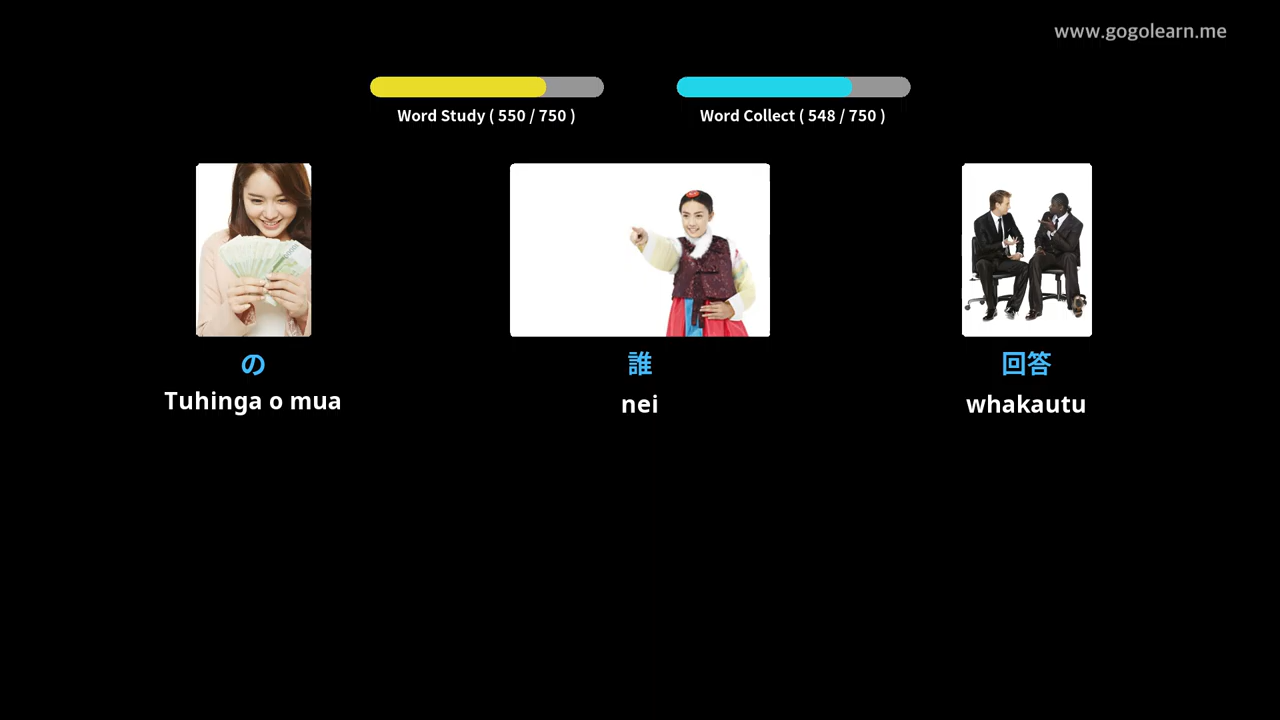 www.gogolearn.me
Word Study ( 550 / 750 )
Word Collect ( 548 / 750 )
の
誰
回答
Tuhinga o mua
nei
whakautu